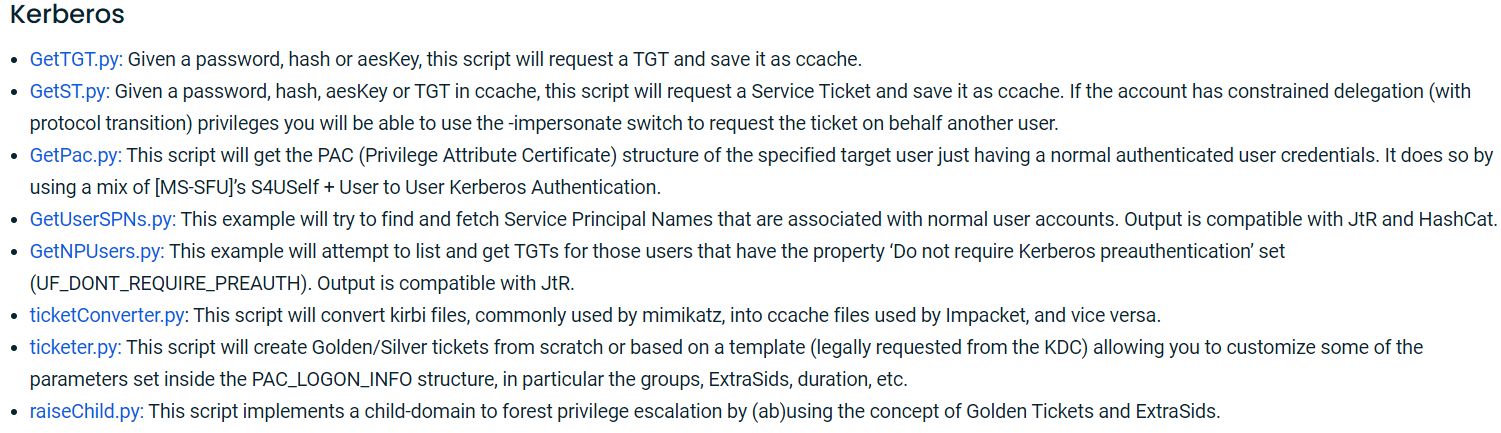 Kerberos
• GetTGT.py: Given a password, hash or aesKey, this script will request a TGT and save it as ccache.
• GetST.py: Given a password, hash, aesKey or TGT in ccache, this script will request a Service Ticket and save it as ccache. If the account has constrained delegation (with
protocol transition) privileges you will be able to use the -impersonate switch to request the ticket on behalf another user.
• GetPac.py: This script will get the PAC (Privilege Attribute Certificate) structure of the specified target user just having a normal authenticated user credentials. It does so by
using a mix of [MS-SFU]’s S4USelf + User to User Kerberos Authentication.
• GetUserSPNs.py: This example will try to find and fetch Service Principal Names that are associated with normal user accounts. Output is compatible with JtR and HashCat.
• GetNPUsers.py: This example will attempt to list and get TGTs for those users that have the property ‘Do not require Kerberos preauthentication’ set
(UF_DONT_REQUIRE_PREAUTH). Output is compatible with JtR.
• ticketConverter.py: This script will convert kirbi files, commonly used by mimikatz, into ccache files used by Impacket, and vice versa.
• ticketer.py: This script will create Golden/Silver tickets from scratch or based on a template (legally requested from the KDC) allowing you to customize some of the
parameters set inside the PAC_LOGON_INFO structure, in particular the groups, ExtraSids, duration, etc.
• raiseChild.py: This script implements a child-domain to forest privilege escalation by (ab)using the concept of Golden Tickets and ExtraSids.